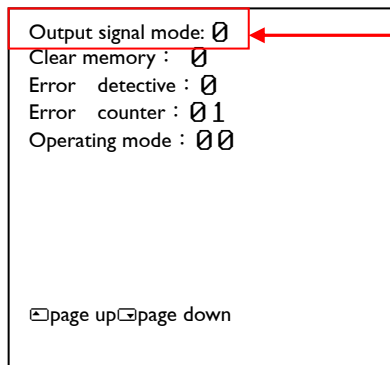 Output signal mode: 0
Clear memory： 0
Error detective：0
Error counter：01
Operating mode：00
page up page down